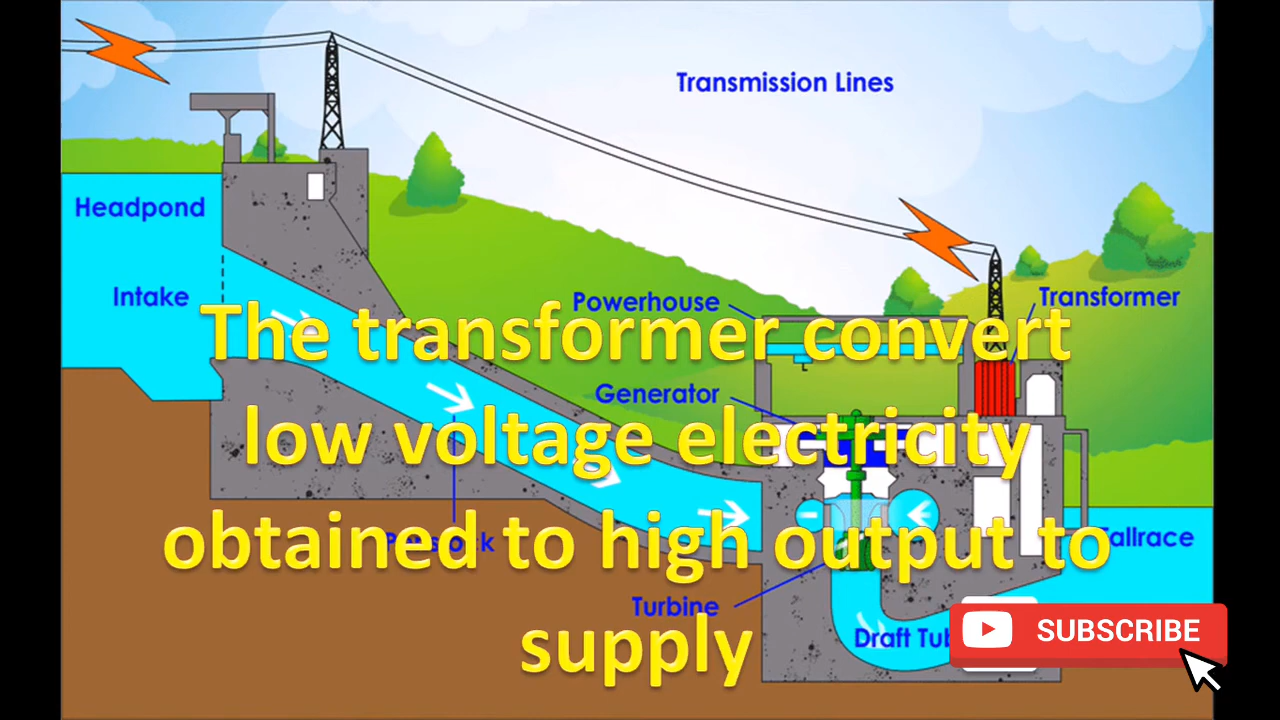 Transmission Lines
Headpond
Intake
Powerhouse
Transformer
The transformer convert
Generator
low voltage electricity
obtained to high output to
Tailrace
Turbine
supply
Draft Tub
SUBSCRIBE